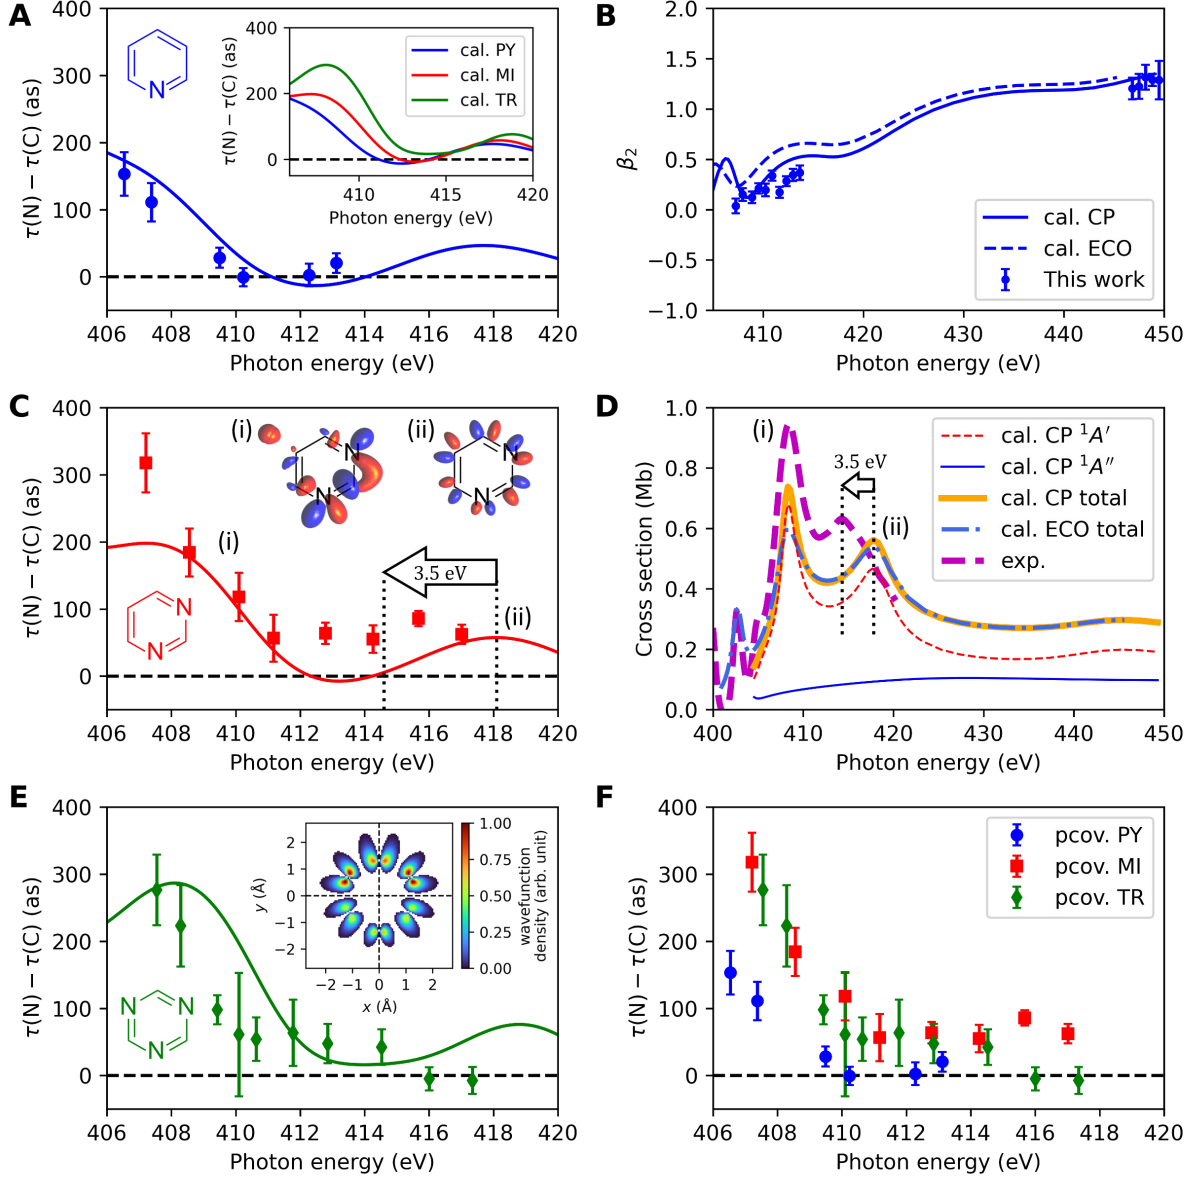 A
400
300
200
100
0
τ(N) − τ(C) (as)
N
400
200
0
τ(N) − τ(C) (as)
cal. PY
cal. MI
cal. TR
410 415 420
Photon energy (eV)
406 408 410 412 414 416 418 420
Photon energy (eV)
B
2.0
1.5
1.0
0.5
0.0
−0.5
−1.0
β₂
cal. CP
cal. ECO
This work
410 420 430 440 450
Photon energy (eV)
C
400
300
200
100
0
τ(N) − τ(C) (as)
(i)
N
N
(ii)
N
N
(i)
3.5 eV
(ii)
N
N
406 408 410 412 414 416 418 420
Photon energy (eV)
D
1.0
0.8
0.6
0.4
0.2
0.0
Cross section (Mb)
(i)
3.5 eV
(ii)
cal. CP ¹A′
cal. CP ¹A″
cal. CP total
cal. ECO total
exp.
400 410 420 430 440 450
Photon energy (eV)
E
400
300
200
100
0
τ(N) − τ(C) (as)
N N
N
2
1
0
−1
−2
y (Å)
−2 −1 0 1 2
x (Å)
1.00
0.75
0.50
0.25
0.00
wavefunction
density (arb. unit)
406 408 410 412 414 416 418 420
Photon energy (eV)
F
400
300
200
100
0
τ(N) − τ(C) (as)
pcov. PY
pcov. MI
pcov. TR
406 408 410 412 414 416 418 420
Photon energy (eV)